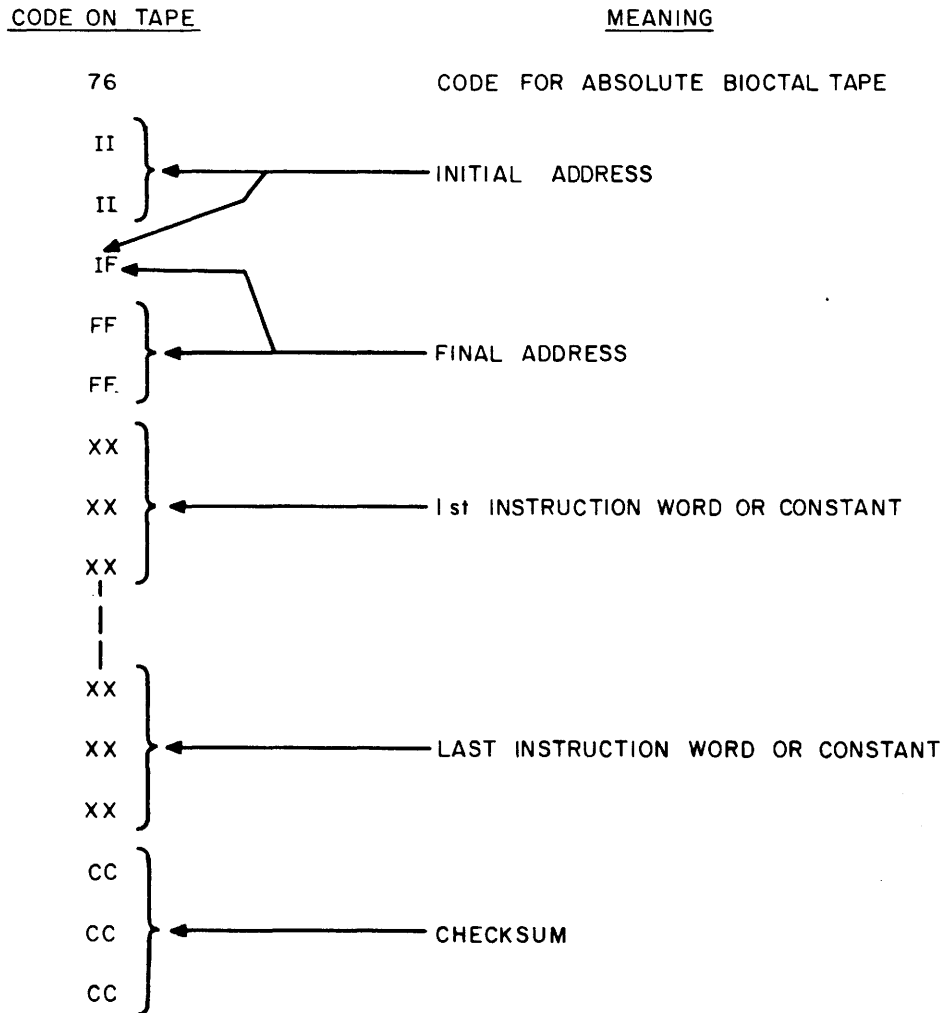 CODE ON TAPE MEANING
76 CODE FOR ABSOLUTE BIOCTAL TAPE
II
INITIAL ADDRESS
II
IF
FF
FINAL ADDRESS
FF.
XX
XX 1st INSTRUCTION WORD OR CONSTANT
XX
XX
XX LAST INSTRUCTION WORD OR CONSTANT
XX
CC
CC CHECKSUM
CC